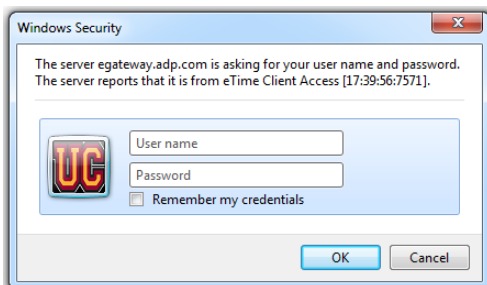 Windows Security
The server egateway.adp.com is asking for your user name and password.
The server reports that it is from eTime Client Access [17:39:56:7571].
UC
User name
Password
Remember my credentials
OK
Cancel